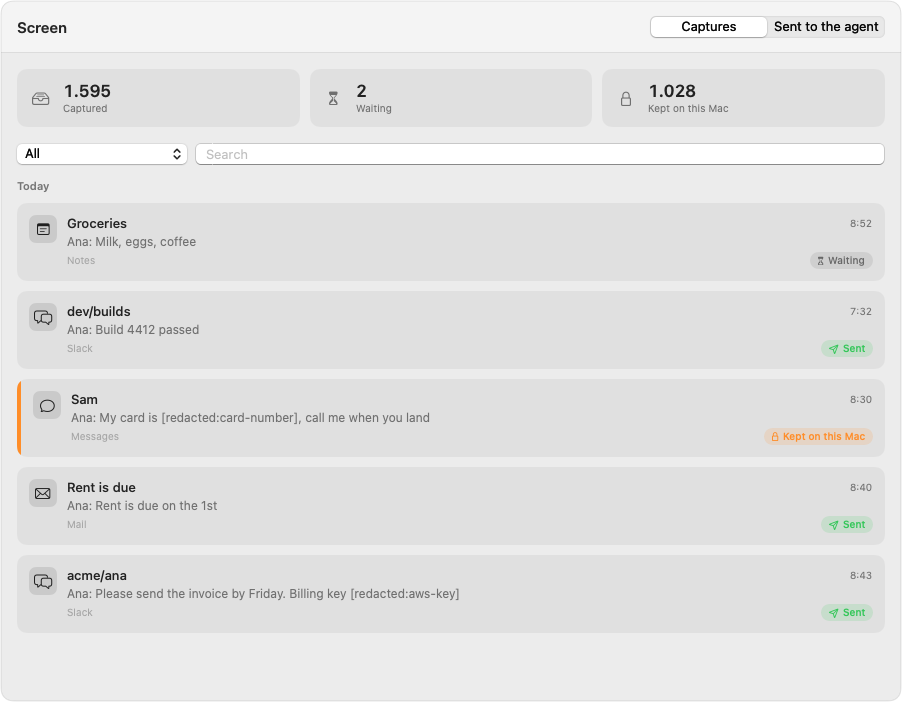 Screen
Captures
Sent to the agent
1.595
Captured
2
Waiting
1.028
Kept on this Mac
All
Search
Today
Groceries
8:52
Ana: Milk, eggs, coffee
Notes
Waiting
dev/builds
7:32
Ana: Build 4412 passed
Slack
Sent
Sam
8:30
Ana: My card is [redacted:card-number], call me when you land
Messages
Kept on this Mac
Rent is due
8:40
Ana: Rent is due on the 1st
Mail
Sent
acme/ana
8:43
Ana: Please send the invoice by Friday. Billing key [redacted:aws-key]
Slack
Sent